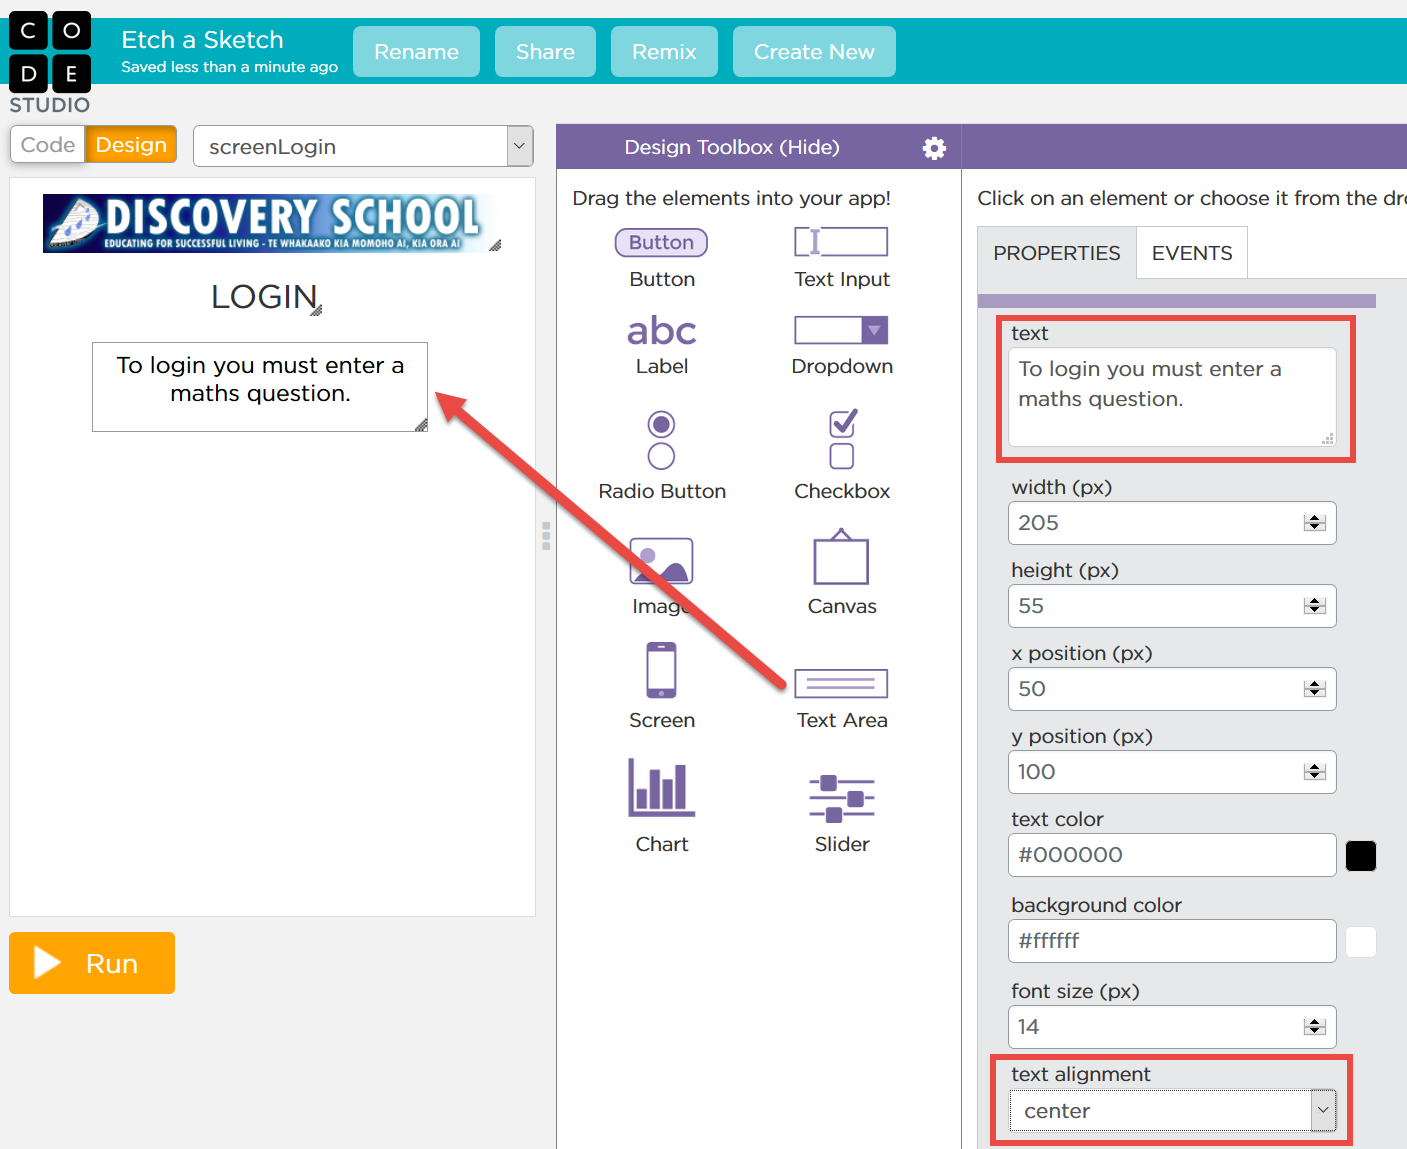 C O
D E
STUDIO
Etch a Sketch
Saved less than a minute ago
Rename
Share
Remix
Create New
Code
Design
screenLogin
DISCOVERY SCHOOL
EDUCATING FOR SUCCESSFUL LIVING - TE WHAKAAKO KIA MOMOHO AI, KIA ORA AI
LOGIN
To login you must enter a
maths question.
Run
Design Toolbox (Hide)
Drag the elements into your app!
Button
Button
Text Input
abc
Label
Dropdown
Radio Button
Checkbox
Image
Canvas
Screen
Text Area
Chart
Slider
Click on an element or choose it from the dro
PROPERTIES
EVENTS
text
To login you must enter a
maths question.
width (px)
205
height (px)
55
x position (px)
50
y position (px)
100
text color
#000000
background color
#ffffff
font size (px)
14
text alignment
center